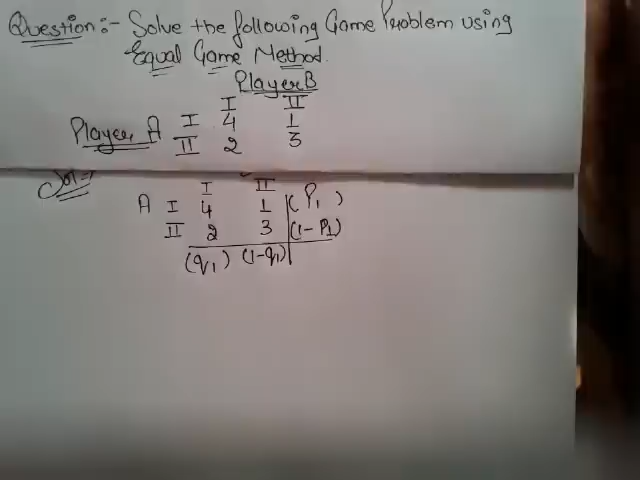 Question:- Solve the following Game Problem using
Equal Game Method.
Player B
I II
Player A I 4 1
II 2 3
Sol:-
I II
A I 4 1 (P1)
II 2 3 (1-P1)
(q1) (1-q1)